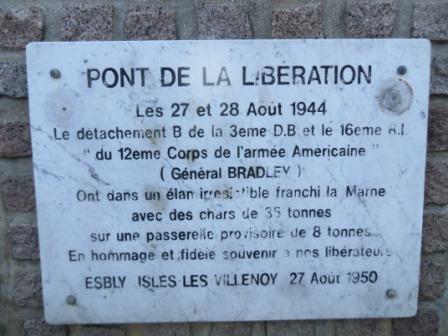 PONT DE LA LIBERATION
Les 27 et 28 Août 1944
Le detachement B de la 3eme D.B et le 16eme R.I
" du 12eme Corps de l'armée Americaine "
( Général BRADLEY )
Ont dans un élan irresistible franchi la Marne
avec des chars de 35 tonnes
sur une passerelle provisoire de 8 tonnes...
En hommage et fidèle souvenir a nos libérateurs
ESBLY ISLES LES VILLENOY 27 Août 1950